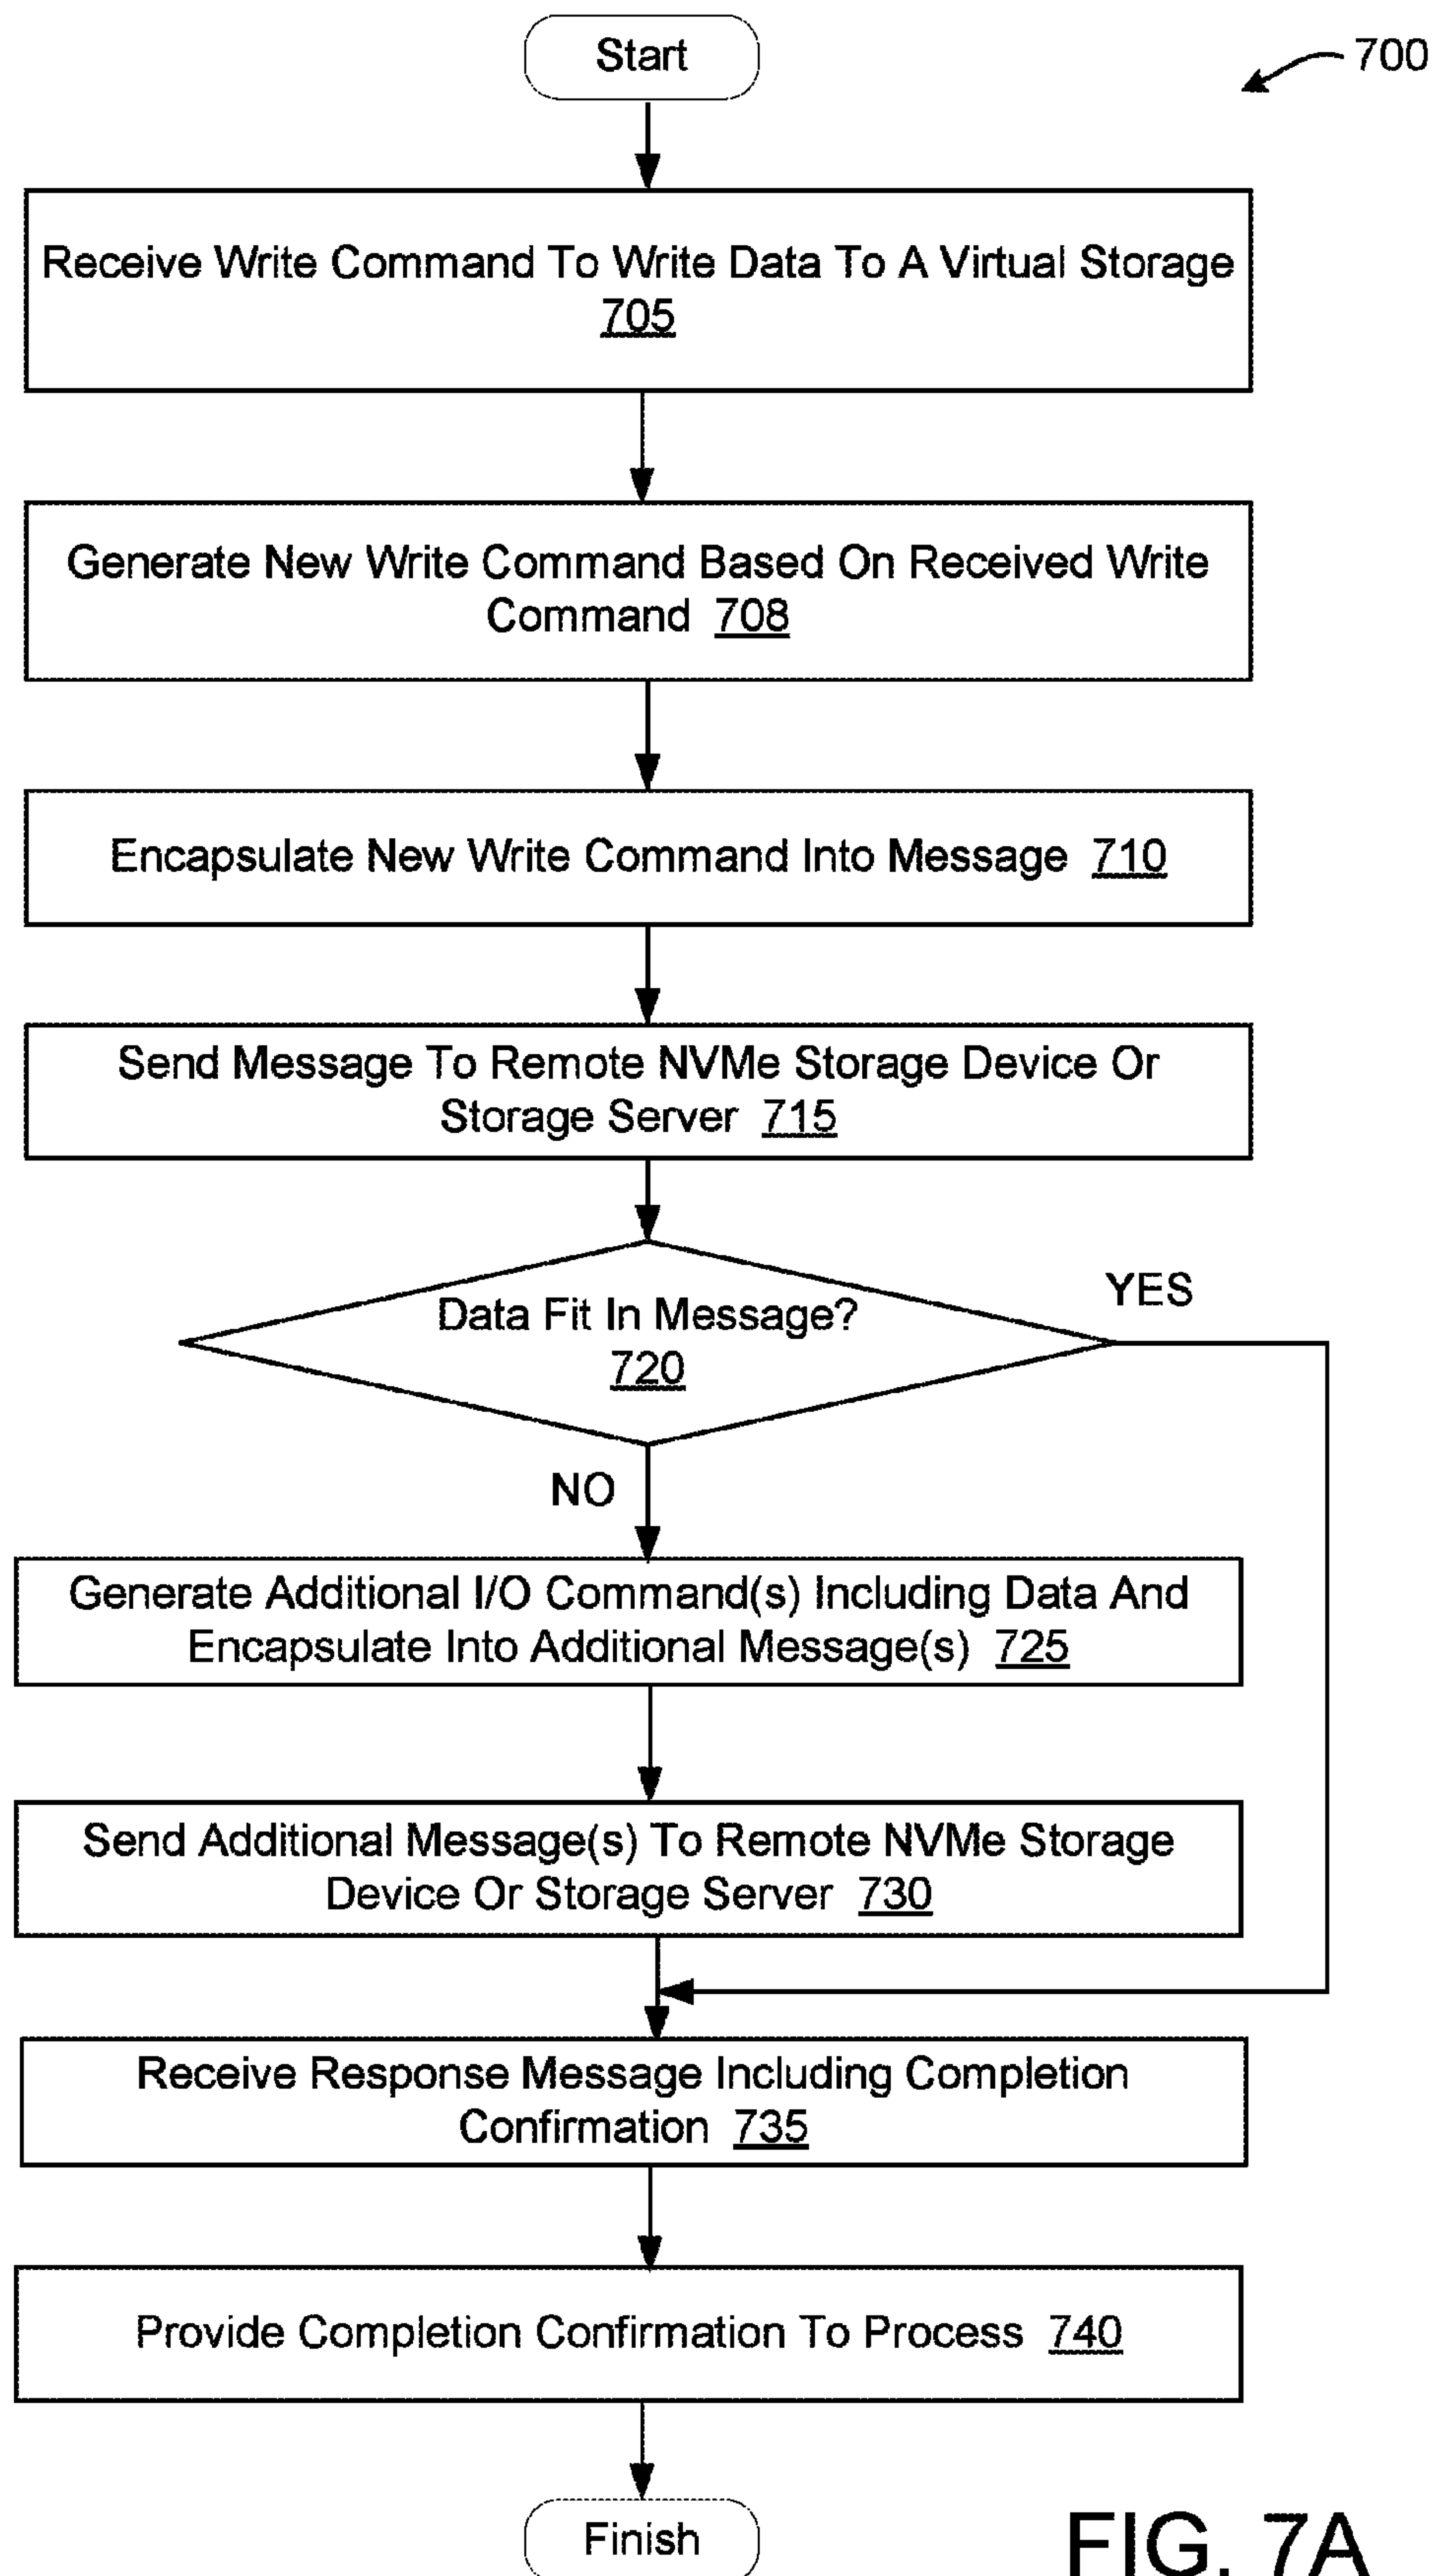 Start
700
Receive Write Command To Write Data To A Virtual Storage
705
Generate New Write Command Based On Received Write
Command 708
Encapsulate New Write Command Into Message 710
Send Message To Remote NVMe Storage Device Or
Storage Server 715
Data Fit In Message?
720
YES
NO
Generate Additional I/O Command(s) Including Data And
Encapsulate Into Additional Message(s) 725
Send Additional Message(s) To Remote NVMe Storage
Device Or Storage Server 730
Receive Response Message Including Completion
Confirmation 735
Provide Completion Confirmation To Process 740
Finish
FIG. 7A